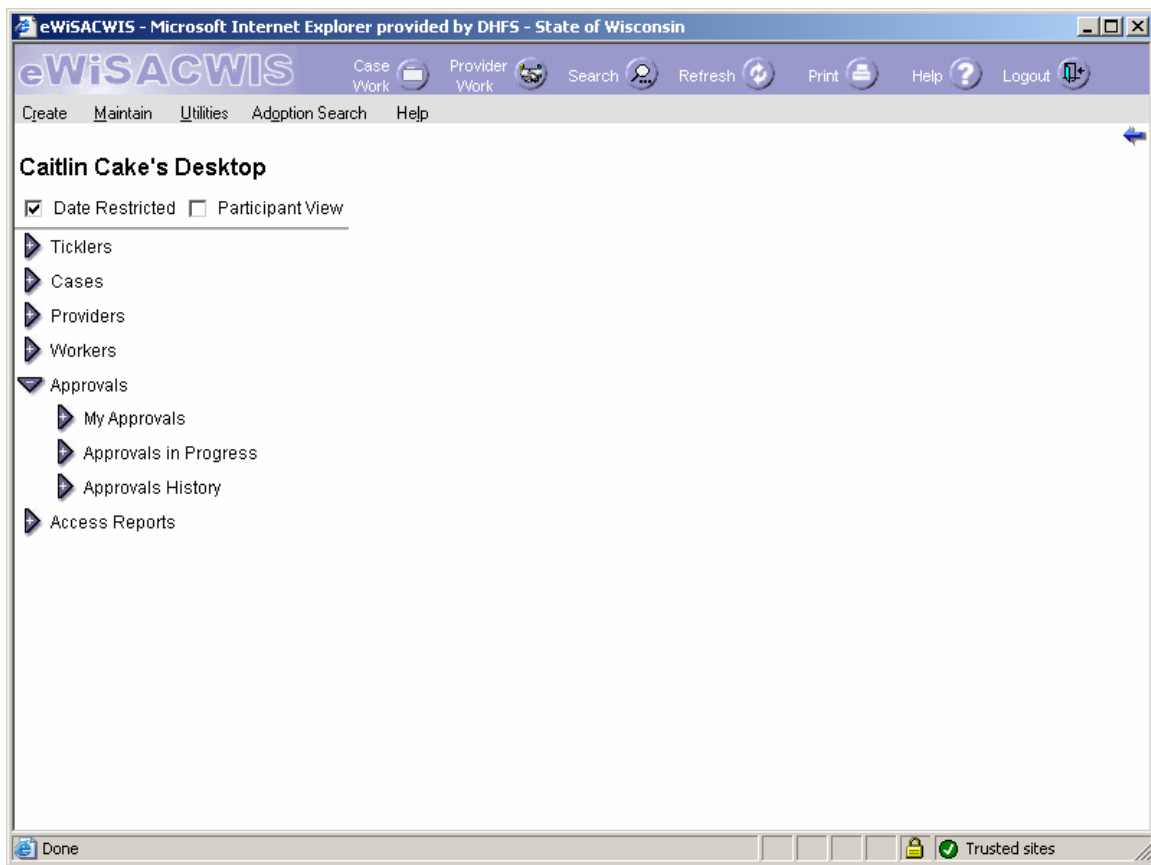 eWiSACWIS - Microsoft Internet Explorer provided by DHFS - State of Wisconsin
eWiSACWIS Case Work Provider Work Search Refresh Print Help Logout
Create Maintain Utilities Adoption Search Help
Caitlin Cake's Desktop
Date Restricted Participant View
Ticklers
Cases
Providers
Workers
Approvals
My Approvals
Approvals in Progress
Approvals History
Access Reports
Done Trusted sites